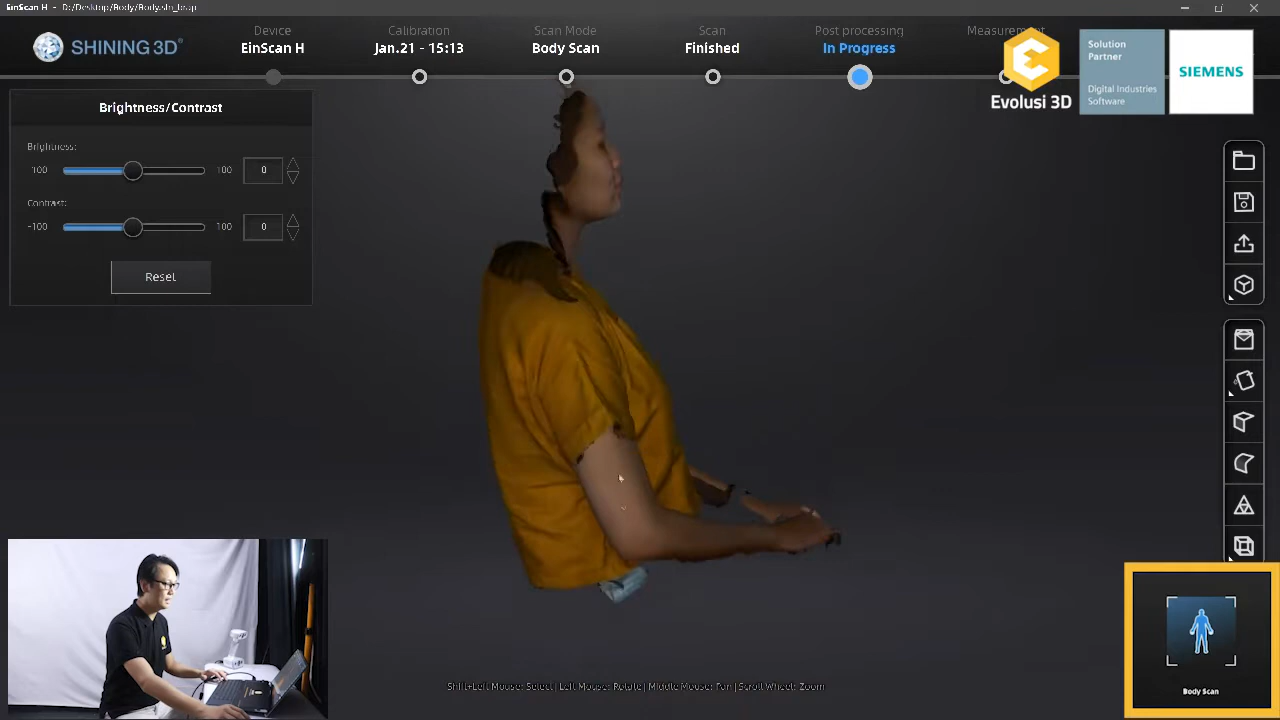 EinScan H - D:/Desktop/Body/Body.sln_brap
SHINING 3D®
Device
EinScan H
Calibration
Jan.21 - 15:13
Scan Mode
Body Scan
Scan
Finished
Post processing
In Progress
Measurement
Evolusi 3D
Solution
Partner
Digital Industries
Software
SIEMENS
Brightness/Contrast
Brightness:
100 100 0
Contrast:
-100 100 0
Reset
Shift+Left Mouse: Select | Left Mouse: Rotate | Middle Mouse: Pan | Scroll Wheel: Zoom
Body Scan